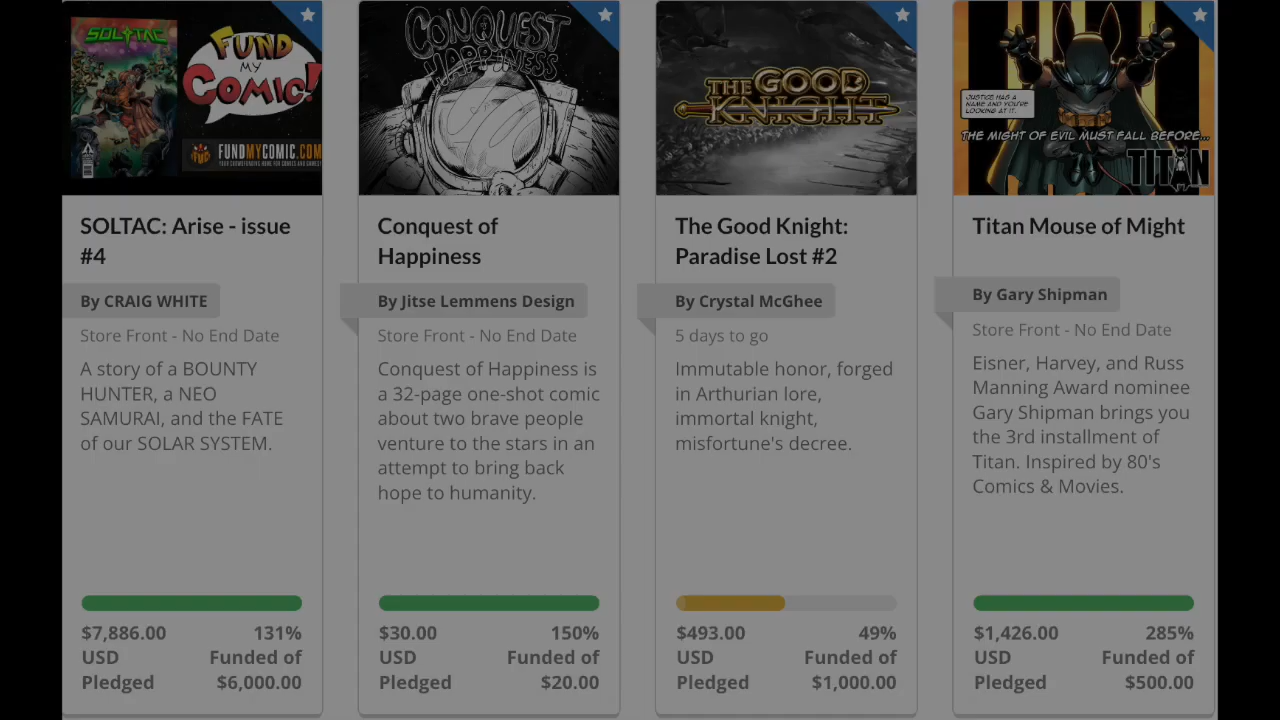 SOLTAC
FUND
MY
COMIC!
FUNDMYCOMIC.COM
CONQUEST
HAPPINESS
THE GOOD
KNIGHT
JUSTICE HAS A
NAME AND YOU'RE
LOOKING AT IT.
THE MIGHT OF EVIL MUST FALL BEFORE...
TITAN
SOLTAC: Arise - issue
#4
By CRAIG WHITE
Store Front - No End Date
A story of a BOUNTY
HUNTER, a NEO
SAMURAI, and the FATE
of our SOLAR SYSTEM.
$7,886.00 131%
USD Funded of
Pledged $6,000.00
Conquest of
Happiness
By Jitse Lemmens Design
Store Front - No End Date
Conquest of Happiness is
a 32-page one-shot comic
about two brave people
venture to the stars in an
attempt to bring back
hope to humanity.
$30.00 150%
USD Funded of
Pledged $20.00
The Good Knight:
Paradise Lost #2
By Crystal McGhee
5 days to go
Immutable honor, forged
in Arthurian lore,
immortal knight,
misfortune's decree.
$493.00 49%
USD Funded of
Pledged $1,000.00
Titan Mouse of Might
By Gary Shipman
Store Front - No End Date
Eisner, Harvey, and Russ
Manning Award nominee
Gary Shipman brings you
the 3rd installment of
Titan. Inspired by 80's
Comics & Movies.
$1,426.00 285%
USD Funded of
Pledged $500.00